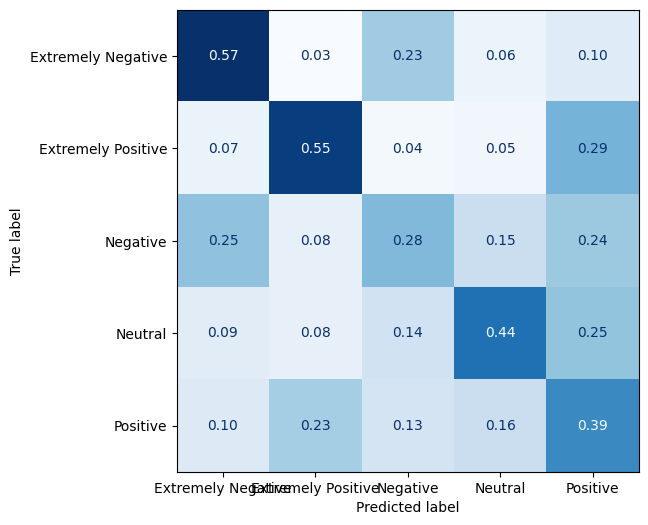 Extremely Negative 0.57 0.03 0.23 0.06 0.10
Extremely Positive 0.07 0.55 0.04 0.05 0.29
Negative 0.25 0.08 0.28 0.15 0.24
Neutral 0.09 0.08 0.14 0.44 0.25
Positive 0.10 0.23 0.13 0.16 0.39
True label
Extremely Negative Extremely Positive Negative Neutral Positive
Predicted label